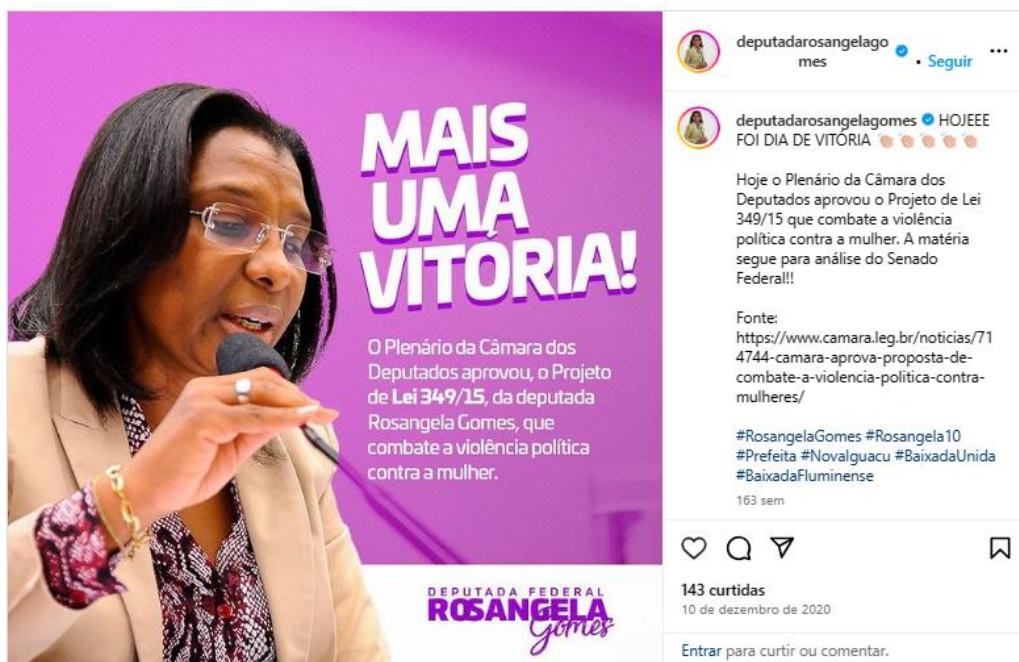 MAIS
UMA
VITÓRIA!
O Plenário da Câmara dos
Deputados aprovou, o Projeto
de Lei 349/15, da deputada
Rosangela Gomes, que
combate a violência política
contra a mulher.
DEPUTADA FEDERAL
ROSANGELA
Gomes
deputadarosangelago
mes • Seguir
deputadarosangelagomes HOJEEE
FOI DIA DE VITÓRIA 👏🏻👏🏻👏🏻👏🏻👏🏻
Hoje o Plenário da Câmara dos
Deputados aprovou o Projeto de Lei
349/15 que combate a violência
política contra a mulher. A matéria
segue para análise do Senado
Federal!!
Fonte:
https://www.camara.leg.br/noticias/71
4744-camara-aprova-proposta-de-
combate-a-violencia-politica-contra-
mulheres/
#RosangelaGomes #Rosangela10
#Prefeita #NovaIguacu #BaixadaUnida
#BaixadaFluminense
163 sem
143 curtidas
10 de dezembro de 2020
Entrar para curtir ou comentar.